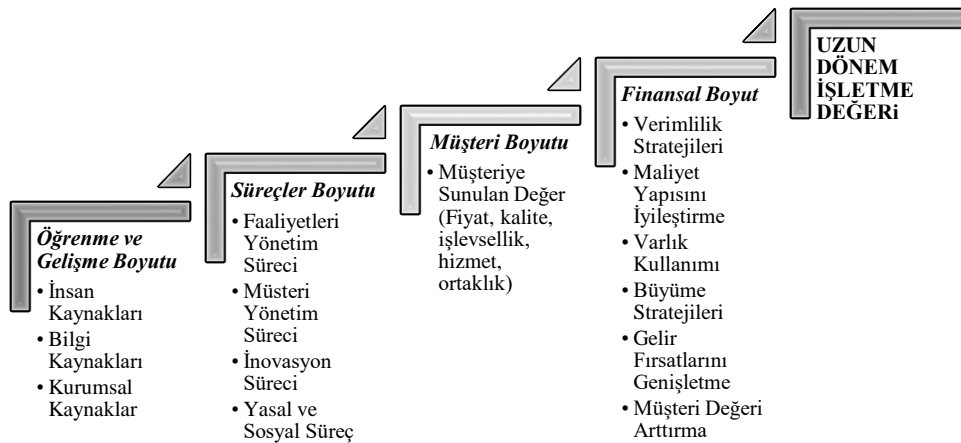 Öğrenme ve
Gelişme Boyutu
• İnsan
Kaynakları
• Bilgi
Kaynakları
• Kurumsal
Kaynaklar
Süreçler Boyutu
• Faaliyetleri
Yönetim
Süreci
• Müsteri
Yönetim
Süreci
• İnovasyon
Süreci
• Yasal ve
Sosyal Süreç
Müşteri Boyutu
• Müşteriye
Sunulan Değer
(Fiyat, kalite,
işlevsellik,
hizmet,
ortaklık)
Finansal Boyut
• Verimlilik
Stratejileri
• Maliyet
Yapısını
İyileştirme
• Varlık
Kullanımı
• Büyüme
Stratejileri
• Gelir
Fırsatlarını
Genişletme
• Müşteri Değeri
Arttırma
UZUN
DÖNEM
İŞLETME
DEĞERi